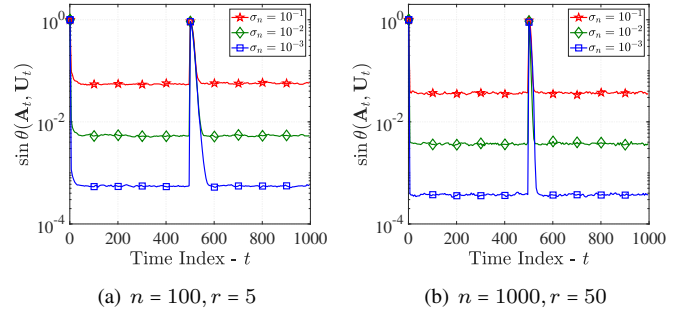 10^0
10^-2
10^-4
sin θ(A_t, U_t)
σ_n = 10^-1
σ_n = 10^-2
σ_n = 10^-3
0 200 400 600 800 1000
Time Index - t
(a) n = 100, r = 5
10^0
10^-2
10^-4
sin θ(A_t, U_t)
σ_n = 10^-1
σ_n = 10^-2
σ_n = 10^-3
0 200 400 600 800 1000
Time Index - t
(b) n = 1000, r = 50